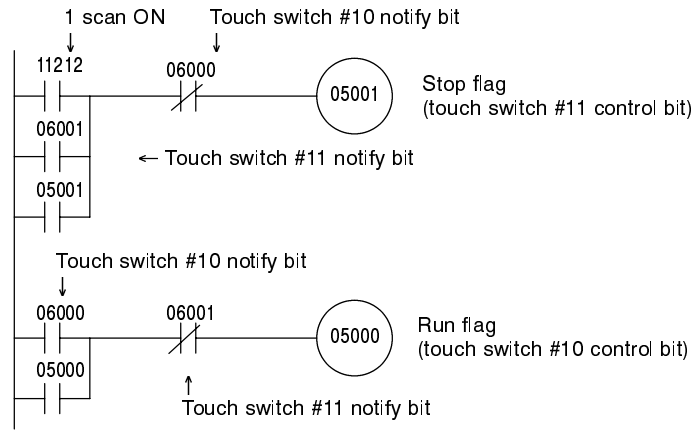 1 scan ON
Touch switch #10 notify bit
11212
06000
05001
Stop flag
(touch switch #11 control bit)
06001
Touch switch #11 notify bit
05001
Touch switch #10 notify bit
06000
06001
05000
Run flag
(touch switch #10 control bit)
05000
Touch switch #11 notify bit